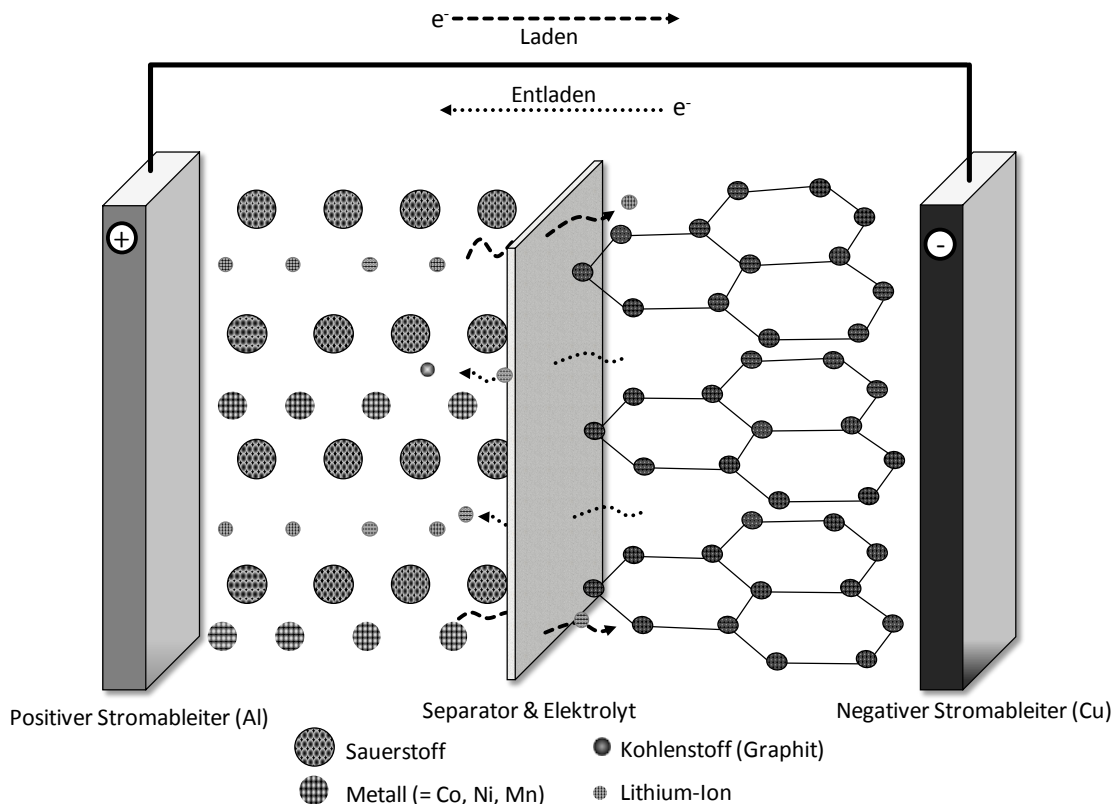 e-
Laden
Entladen
e-
+
-
Positiver Stromableiter (Al)
Separator & Elektrolyt
Negativer Stromableiter (Cu)
Sauerstoff
Kohlenstoff (Graphit)
Metall (= Co, Ni, Mn)
Lithium-Ion